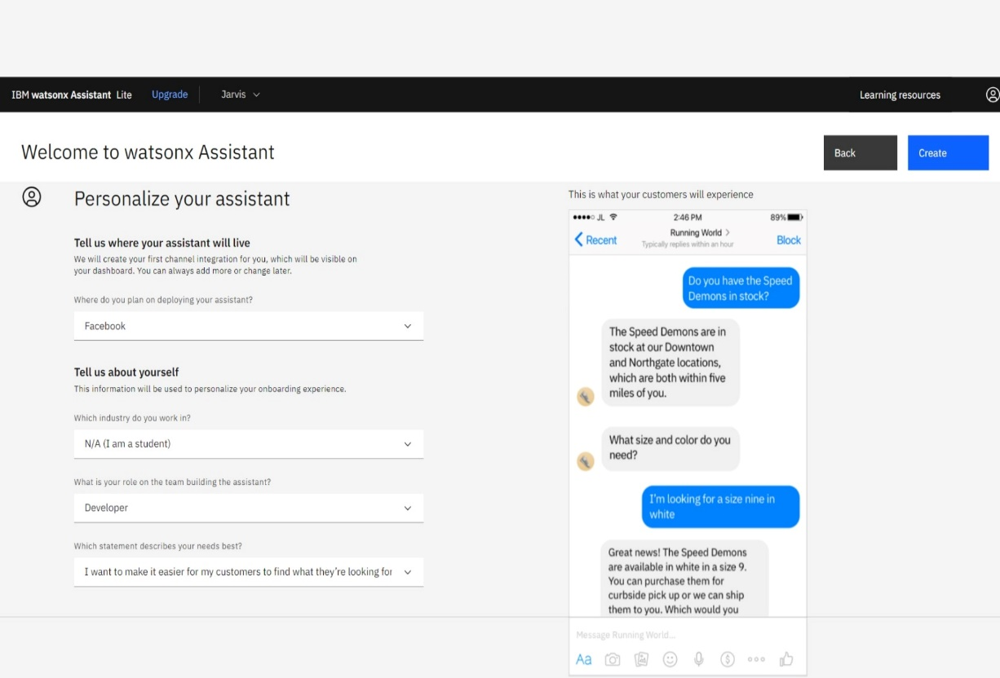 IBM watsonx Assistant Lite Upgrade Jarvis Learning resources
Welcome to watsonx Assistant
Back
Create
Personalize your assistant
Tell us where your assistant will live
We will create your first channel integration for you, which will be visible on
your dashboard. You can always add more or change later.
Where do you plan on deploying your assistant?
Facebook
Tell us about yourself
This information will be used to personalize your onboarding experience.
Which industry do you work in?
N/A (I am a student)
What is your role on the team building the assistant?
Developer
Which statement describes your needs best?
I want to make it easier for my customers to find what they're looking for
This is what your customers will experience
JL 2:46 PM 89%
Recent
Running World
Typically replies within an hour
Block
Do you have the Speed
Demons in stock?
The Speed Demons are in
stock at our Downtown
and Northgate locations,
which are both within five
miles of you.
What size and color do you
need?
I'm looking for a size nine in
white
Great news! The Speed Demons
are available in white in a size 9.
You can purchase them for
curbside pick up or we can ship
them to you. Which would you
Message Running World...
Aa